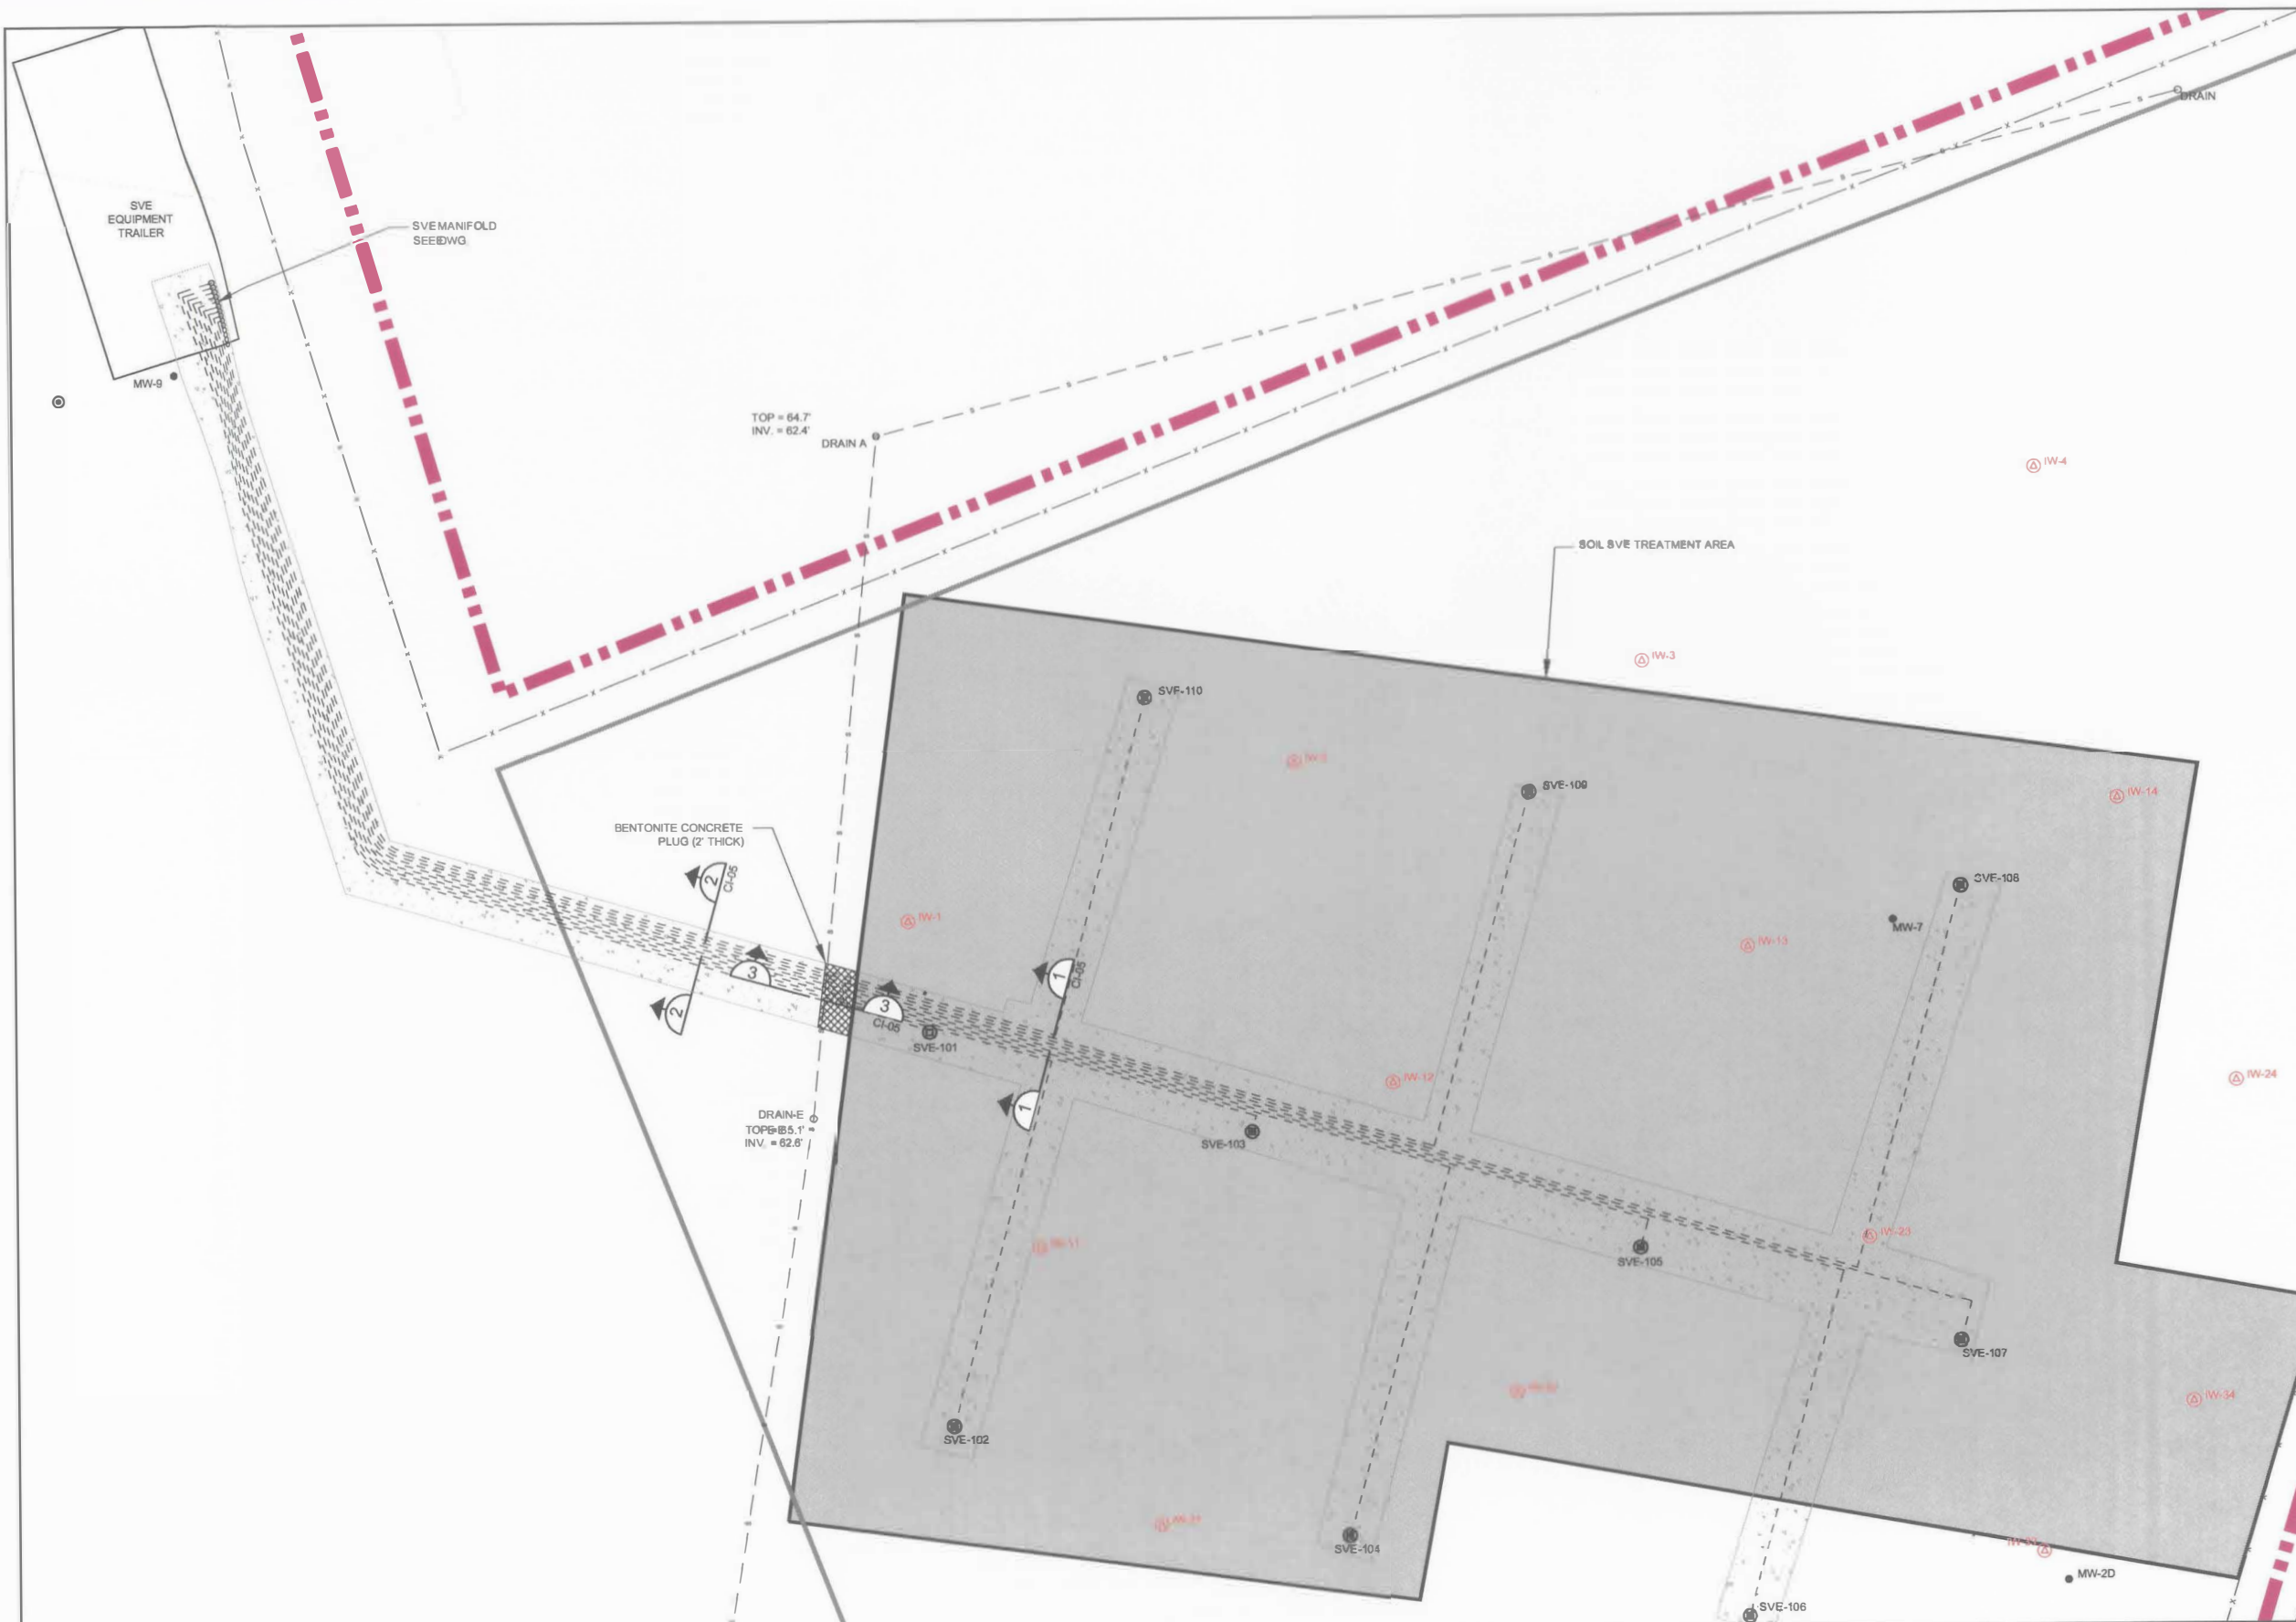 DRAIN
SVE
EQUIPMENT
TRAILER
SVE MANIFOLD
SEE DWG
MW-9
TOP = 64.7'
INV. = 62.4'
DRAIN A
IW-4
SOIL SVE TREATMENT AREA
IW-3
SVE-110
SVE-109
IW-14
BENTONITE CONCRETE
PLUG (2' THICK)
2
CI-05
SVE-108
IW-1
MW-7
IW-13
3
1
CI-05
2
3
CI-05
SVE-101
IW-12
IW-24
1
DRAIN-E
INV. = 62.6'
SVE-103
IW-23
IW-11
SVE-105
SVE-107
IW-34
SVE-102
SVE-104
MW-2D
SVE-106